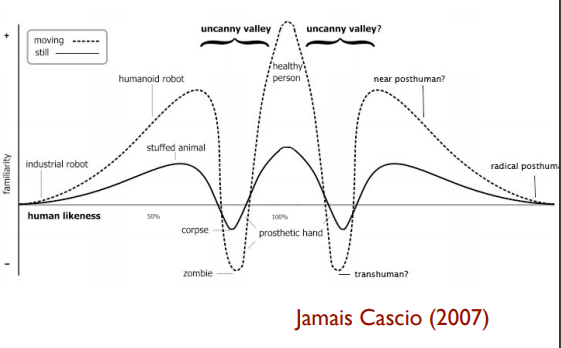 uncanny valley
uncanny valley?
+
moving
still
healthy
person
humanoid robot
near posthuman?
stuffed animal
industrial robot
radical posthum
familiarity
human likeness
50%
100%
corpse
prosthetic hand
–
zombie
transhuman?
Jamais Cascio (2007)